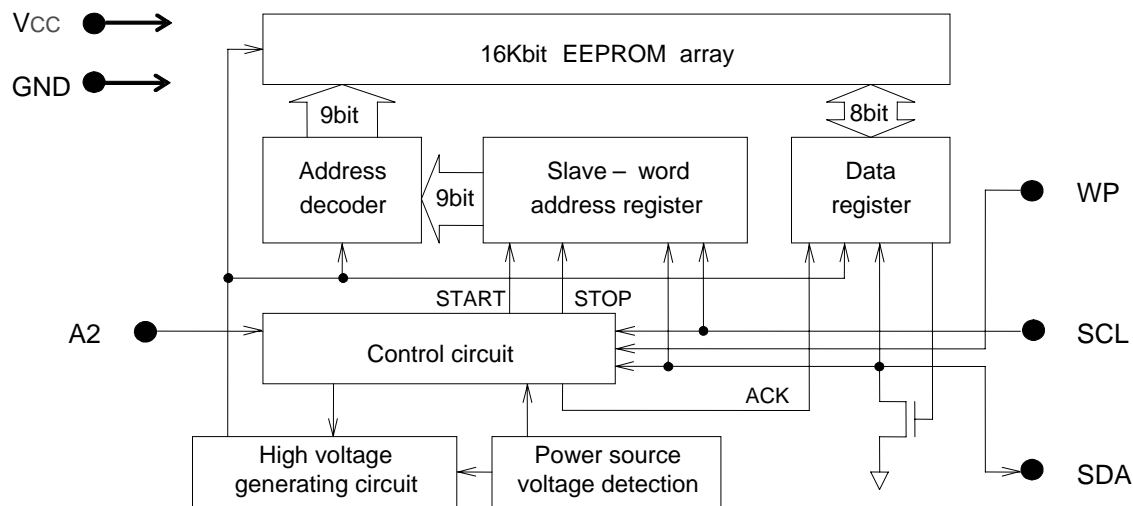 VCC
GND
16Kbit EEPROM array
9bit
8bit
Address
decoder
9bit
Slave – word
address register
Data
register
WP
START
STOP
A2
Control circuit
SCL
ACK
High voltage
generating circuit
Power source
voltage detection
SDA